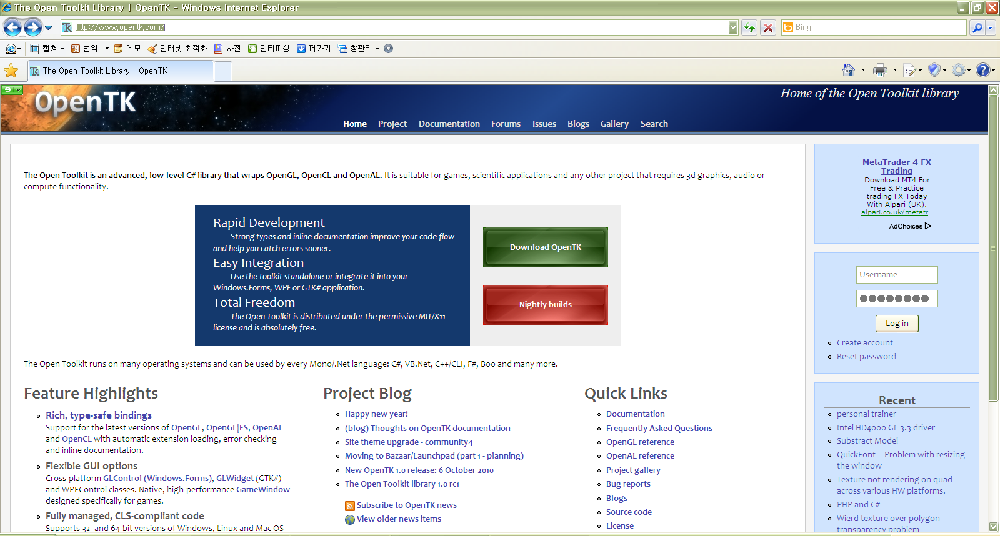 The Open Toolkit Library | OpenTK - Windows Internet Explorer
http://www.opentk.com/
Bing
캡쳐
번역
메모
인터넷 최적화
사전
안티피싱
퍼가기
창관리
The Open Toolkit Library | OpenTK
OpenTK
Home of the Open Toolkit library
Home Project Documentation Forums Issues Blogs Gallery Search
The Open Toolkit is an advanced, low-level C# library that wraps OpenGL, OpenCL and OpenAL. It is suitable for games, scientific applications and any other project that requires 3d graphics, audio or
compute functionality.
Rapid Development
Strong types and inline documentation improve your code flow
and help you catch errors sooner.
Easy Integration
Use the toolkit standalone or integrate it into your
Windows.Forms, WPF or GTK# application.
Total Freedom
The Open Toolkit is distributed under the permissive MIT/X11
license and is absolutely free.
Download OpenTK
Nightly builds
The Open Toolkit runs on many operating systems and can be used by every Mono/.Net language: C#, VB.Net, C++/CLI, F#, Boo and many more.
Feature Highlights
Rich, type-safe bindings
Support for the latest versions of OpenGL, OpenGL|ES, OpenAL
and OpenCL with automatic extension loading, error checking
and inline documentation.
Flexible GUI options
Cross-platform GLControl (Windows.Forms), GLWidget (GTK#)
and WPFControl classes. Native, high-performance GameWindow
designed specifically for games.
Fully managed, CLS-compliant code
Supports 32- and 64-bit versions of Windows, Linux and Mac OS
Project Blog
Happy new year!
(blog) Thoughts on OpenTK documentation
Site theme upgrade - community4
Moving to Bazaar/Launchpad (part 1 - planning)
New OpenTK 1.0 release: 6 October 2010
The Open Toolkit library 1.0 rc1
Subscribe to OpenTK news
View older news items
Quick Links
Documentation
Frequently Asked Questions
OpenGL reference
OpenAL reference
Project gallery
Bug reports
Blogs
Source code
License
MetaTrader 4 FX
Trading
Download MT4 For
Free & Practice
trading FX Today
With Alpari (UK).
alpari.co.uk/metatr...
AdChoices
Username
Log in
Create account
Reset password
Recent
personal trainer
Intel HD4000 GL 3.3 driver
Substract Model
QuickFont -- Problem with resizing
the window
Texture not rendering on quad
across various HW platforms.
PHP and C#
Wierd texture over polygon
transparency problem